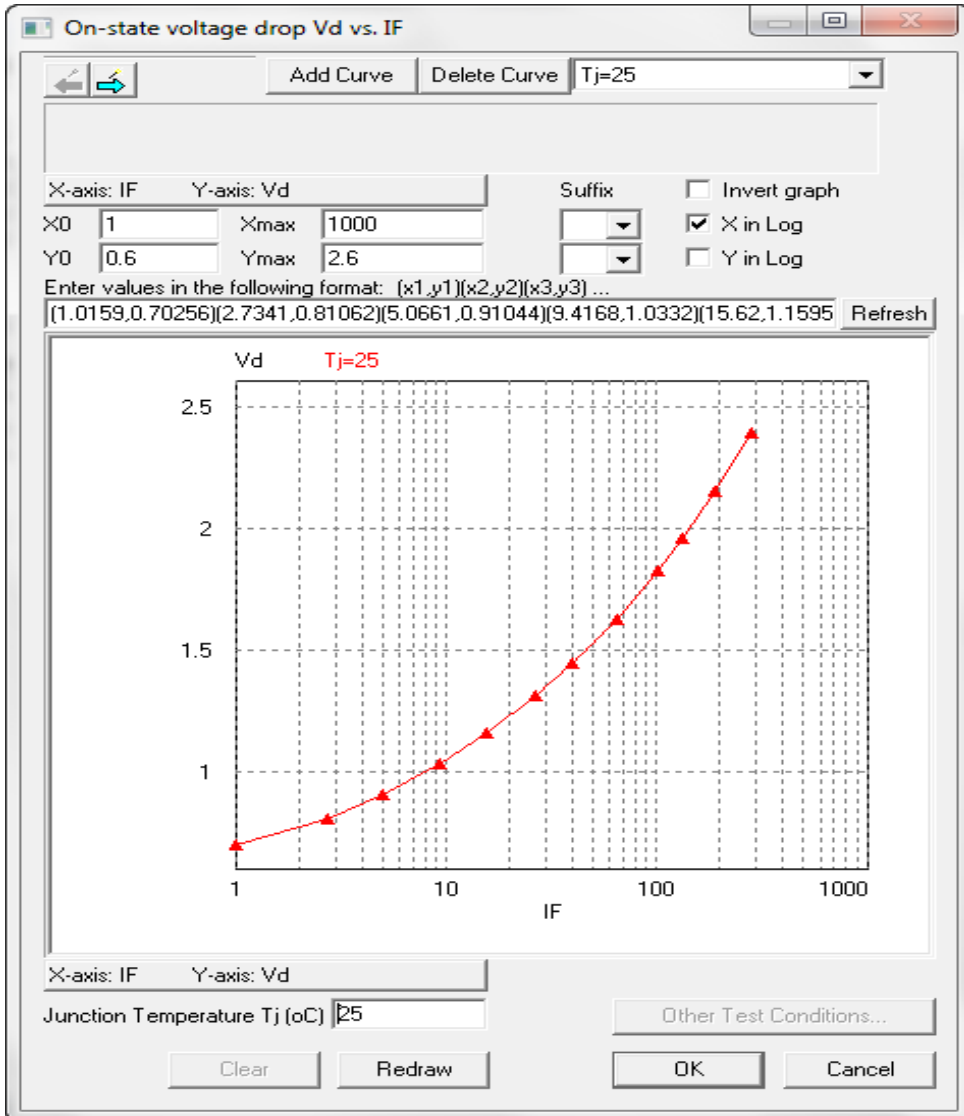 On-state voltage drop Vd vs. IF
Add Curve Delete Curve Tj=25
X-axis: IF Y-axis: Vd Suffix Invert graph
X0 1 Xmax 1000 X in Log
Y0 0.6 Ymax 2.6 Y in Log
Enter values in the following format: (x1,y1)(x2,y2)(x3,y3) ...
(1.0159,0.70256)(2.7341,0.81062)(5.0661,0.91044)(9.4168,1.0332)(15.62,1.1595 Refresh
Vd Tj=25
2.5
2
1.5
1
1 10 100 1000
IF
X-axis: IF Y-axis: Vd
Junction Temperature Tj (oC) 25 Other Test Conditions...
Clear Redraw OK Cancel